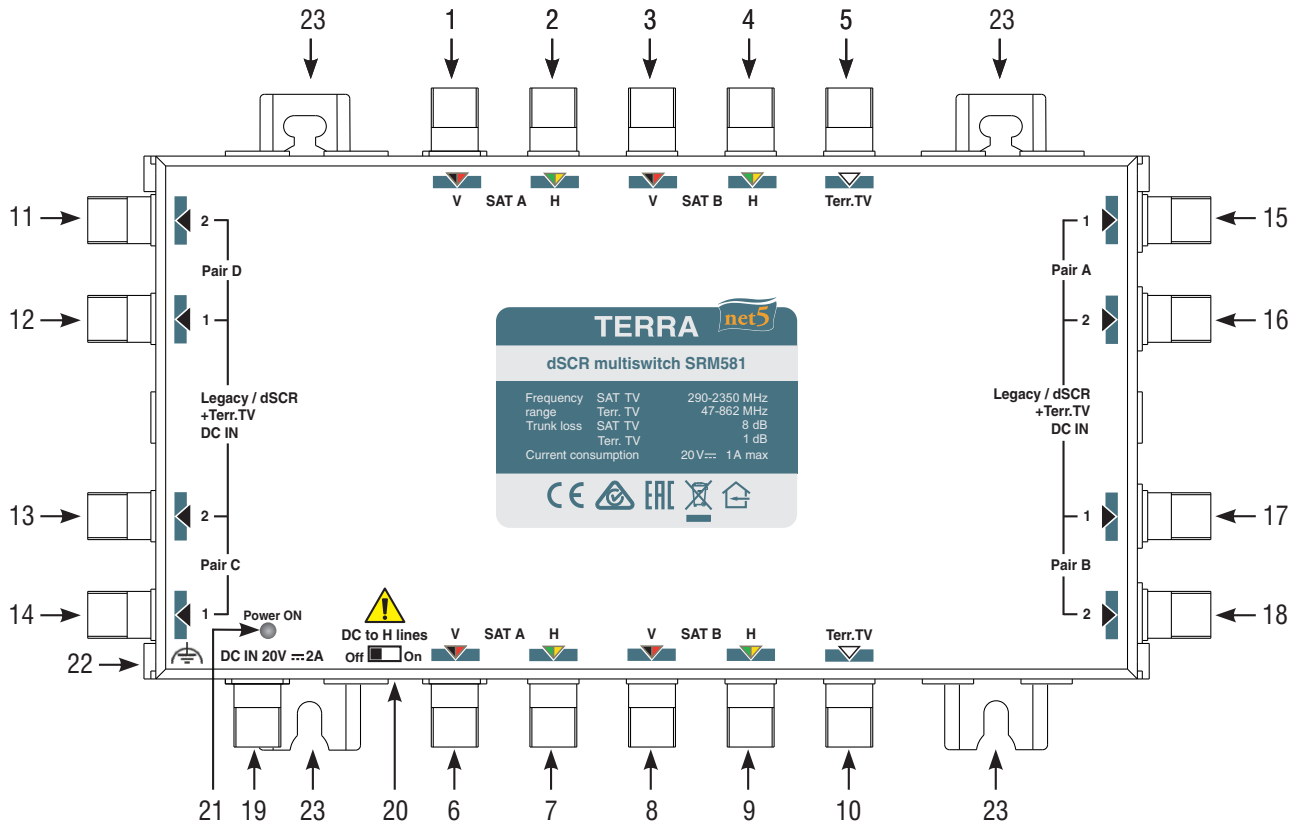 23 1 2 3 4 5 23
V SAT A H V SAT B H Terr.TV
11 2 1 15
Pair D Pair A
12 1 2 16
TERRA net5
dSCR multiswitch SRM581
Frequency SAT TV 290-2350 MHz
range Terr. TV 47-862 MHz
Trunk loss SAT TV 8 dB
Terr. TV 1 dB
Current consumption 20V⎓ 1A max
CE EAC
Legacy / dSCR
+Terr.TV
DC IN
Legacy / dSCR
+Terr.TV
DC IN
13 2 1 17
Pair C Pair B
14 1 2 18
Power ON
!
DC to H lines
Off On
22 DC IN 20V ⎓ 2A
V SAT A H V SAT B H Terr.TV
21 19 23 20 6 7 8 9 10 23